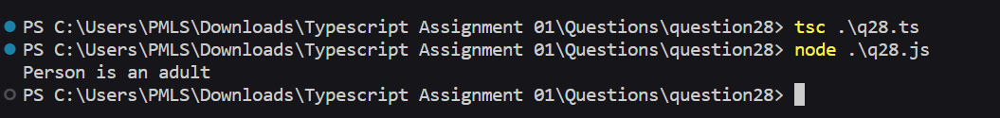 PS C:\Users\PMLS\Downloads\Typescript Assignment 01\Questions\question28> tsc .\q28.ts
PS C:\Users\PMLS\Downloads\Typescript Assignment 01\Questions\question28> node .\q28.js
Person is an adult
PS C:\Users\PMLS\Downloads\Typescript Assignment 01\Questions\question28>